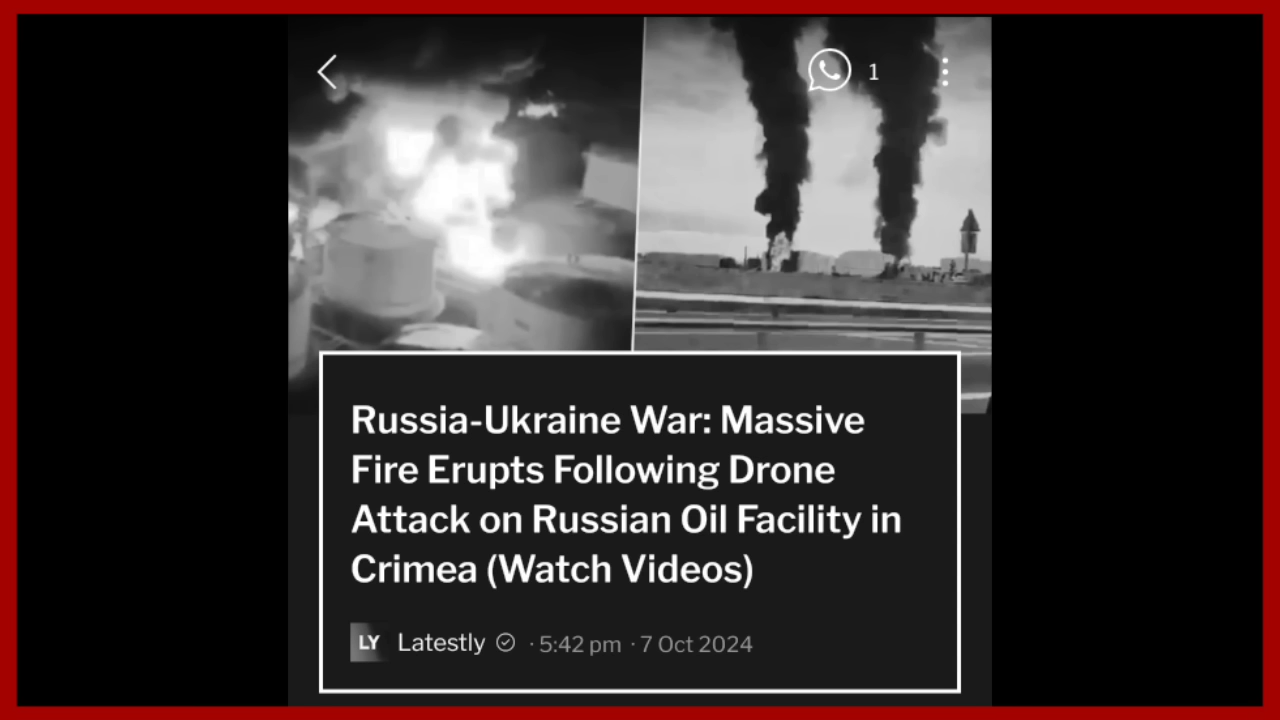 1
Russia-Ukraine War: Massive
Fire Erupts Following Drone
Attack on Russian Oil Facility in
Crimea (Watch Videos)
LY Latestly · 5:42 pm · 7 Oct 2024